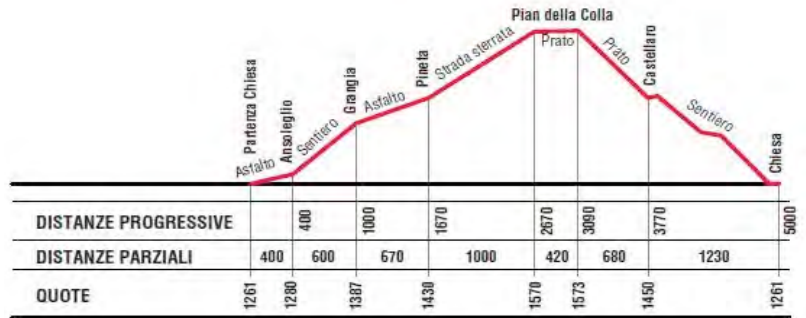 Pian della Colla
Partenza Chiesa
Asfalto
Ansoleglio
Sentiero
Grangia
Asfalto
Pineta
Strada sterrata
Prato
Prato
Castellaro
Sentiero
Chiesa
DISTANZE PROGRESSIVE 400 1000 1670 2670 3090 3770 5000
DISTANZE PARZIALI 400 600 670 1000 420 680 1230
QUOTE 1261 1280 1387 1430 1570 1573 1450 1261